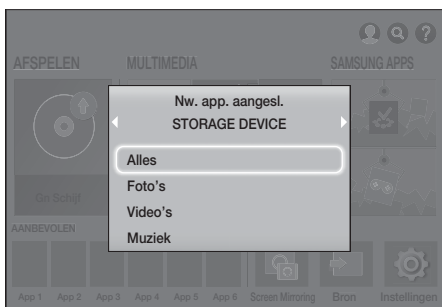 AFSPELEN MULTIMEDIA SAMSUNG APPS
Nw. app. aangesl.
STORAGE DEVICE
Alles
Foto's
Video's
Muziek
Gn Schijf
AANBEVOLEN
App 1 App 2 App 3 App 4 App 5 App 6 Screen Mirroring Bron Instellingen